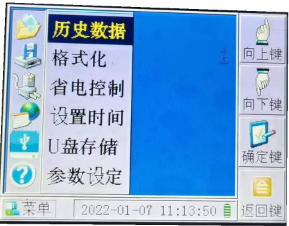 历史数据
格式化
省电控制
设置时间
U盘存储
参数设定
向上键
向下键
确定键
返回键
菜单
2022-01-07 11:13:50